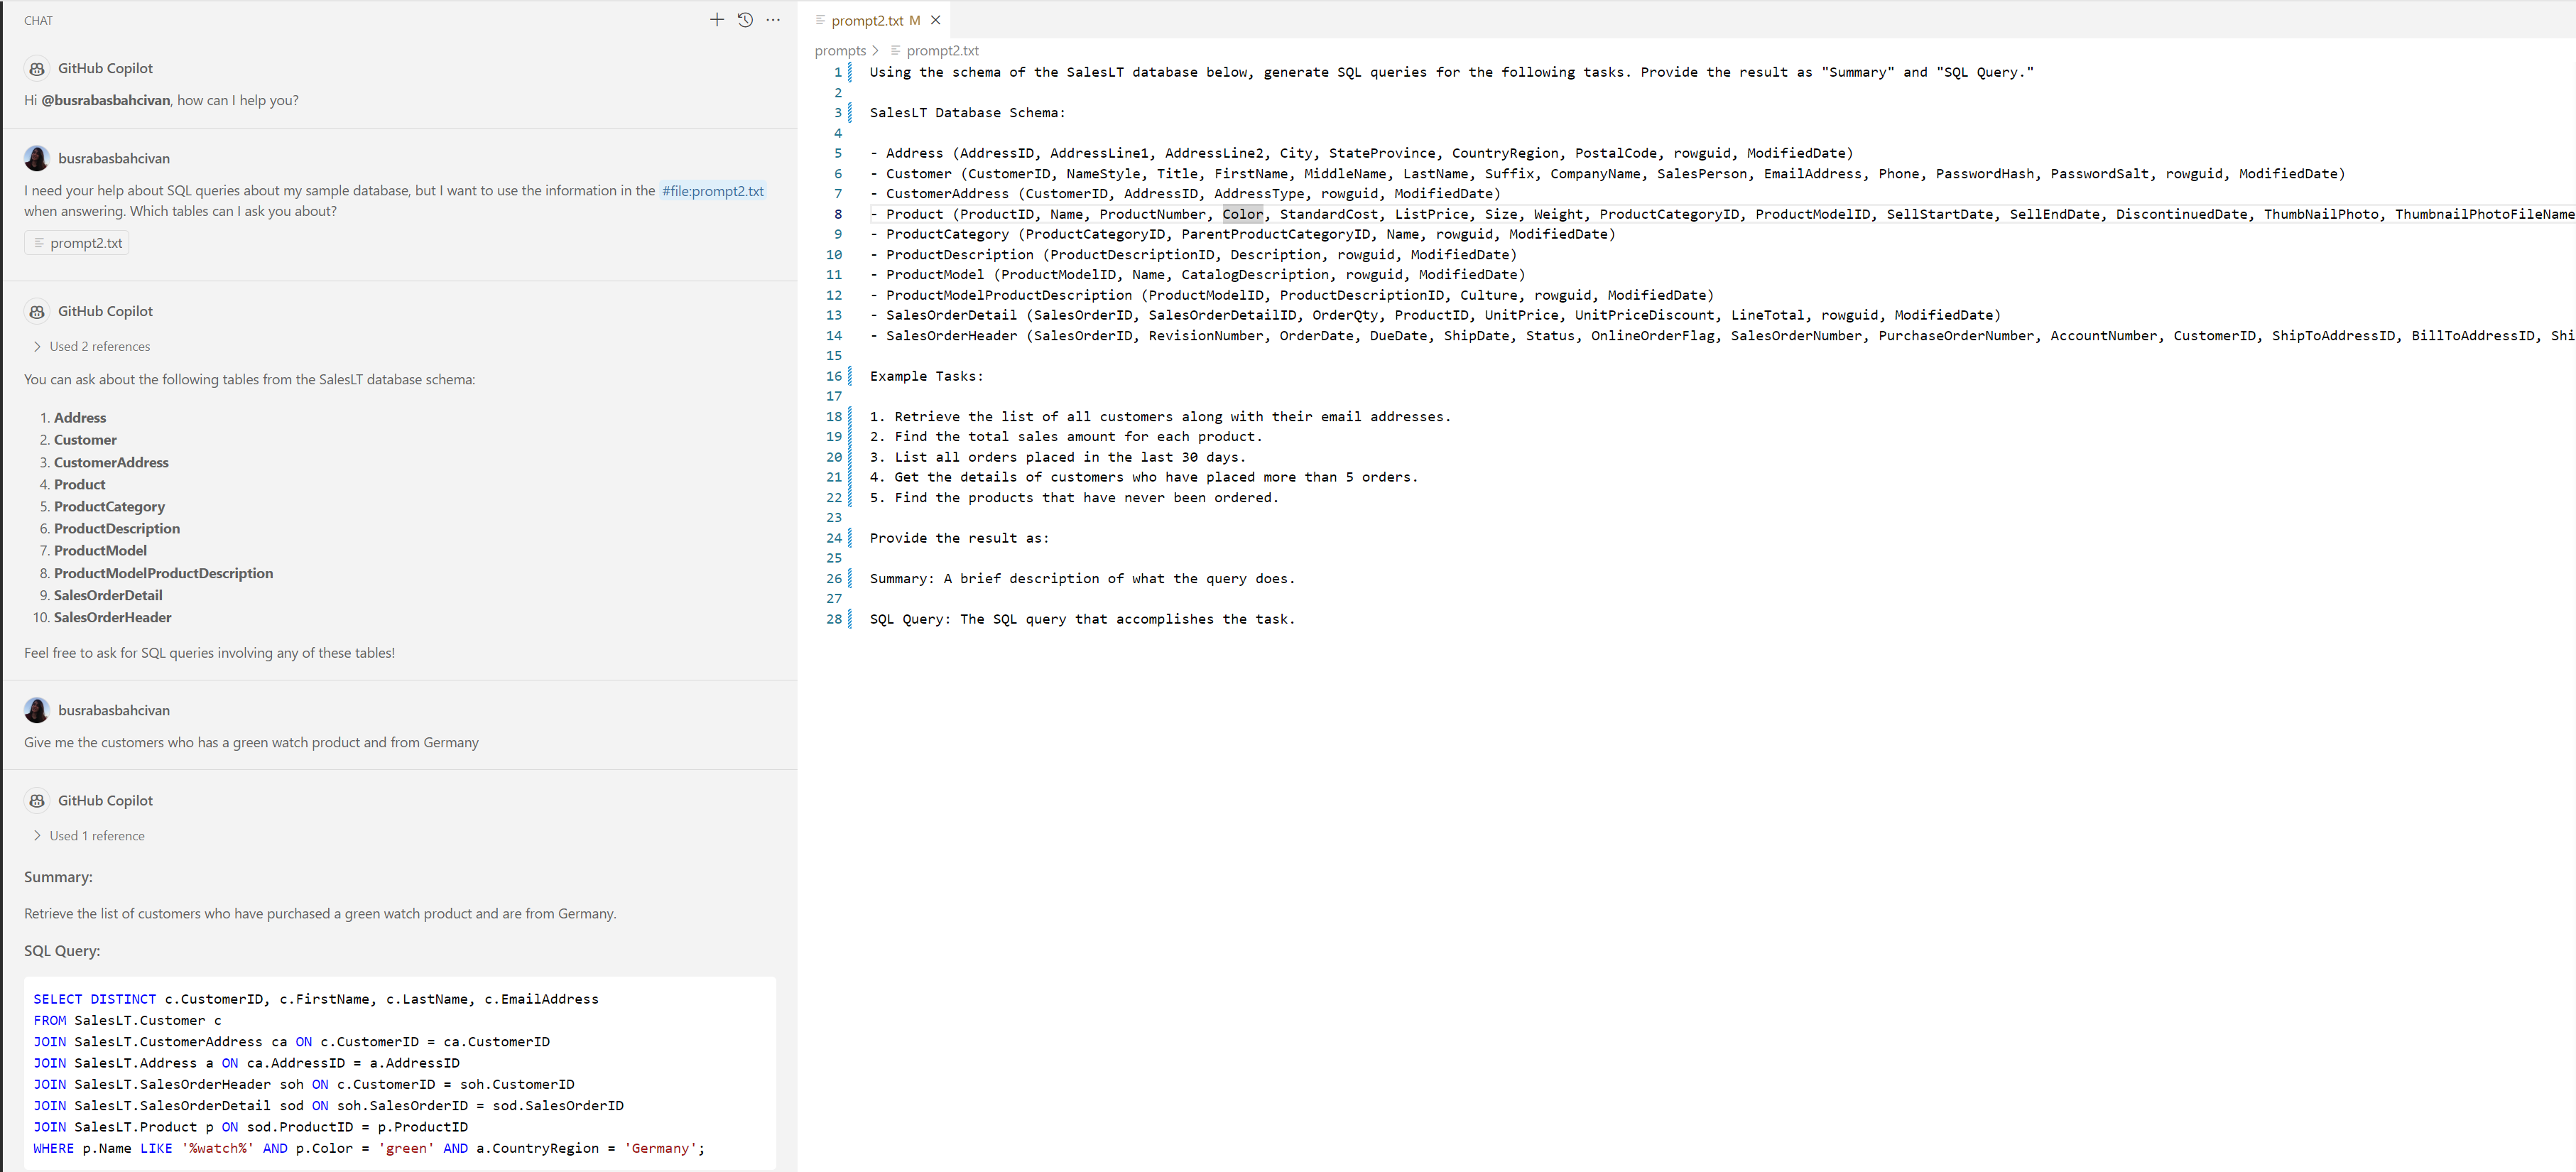 CHAT
GitHub Copilot
Hi @busrabasbahcivan, how can I help you?
busrabasbahcivan
I need your help about SQL queries about my sample database, but I want to use the information in the #file:prompt2.txt
when answering. Which tables can I ask you about?
prompt2.txt
GitHub Copilot
Used 2 references
You can ask about the following tables from the SalesLT database schema:
1. Address
2. Customer
3. CustomerAddress
4. Product
5. ProductCategory
6. ProductDescription
7. ProductModel
8. ProductModelProductDescription
9. SalesOrderDetail
10. SalesOrderHeader
Feel free to ask for SQL queries involving any of these tables!
busrabasbahcivan
Give me the customers who has a green watch product and from Germany
GitHub Copilot
Used 1 reference
Summary:
Retrieve the list of customers who have purchased a green watch product and are from Germany.
SQL Query:
SELECT DISTINCT c.CustomerID, c.FirstName, c.LastName, c.EmailAddress
FROM SalesLT.Customer c
JOIN SalesLT.CustomerAddress ca ON c.CustomerID = ca.CustomerID
JOIN SalesLT.Address a ON ca.AddressID = a.AddressID
JOIN SalesLT.SalesOrderHeader soh ON c.CustomerID = soh.CustomerID
JOIN SalesLT.SalesOrderDetail sod ON soh.SalesOrderID = sod.SalesOrderID
JOIN SalesLT.Product p ON sod.ProductID = p.ProductID
WHERE p.Name LIKE '%watch%' AND p.Color = 'green' AND a.CountryRegion = 'Germany';
prompt2.txt M
prompts > prompt2.txt
1 Using the schema of the SalesLT database below, generate SQL queries for the following tasks. Provide the result as "Summary" and "SQL Query."
2
3 SalesLT Database Schema:
4
5 - Address (AddressID, AddressLine1, AddressLine2, City, StateProvince, CountryRegion, PostalCode, rowguid, ModifiedDate)
6 - Customer (CustomerID, NameStyle, Title, FirstName, MiddleName, LastName, Suffix, CompanyName, SalesPerson, EmailAddress, Phone, PasswordHash, PasswordSalt, rowguid, ModifiedDate)
7 - CustomerAddress (CustomerID, AddressID, AddressType, rowguid, ModifiedDate)
8 - Product (ProductID, Name, ProductNumber, Color, StandardCost, ListPrice, Size, Weight, ProductCategoryID, ProductModelID, SellStartDate, SellEndDate, DiscontinuedDate, ThumbNailPhoto, ThumbnailPhotoFileName
9 - ProductCategory (ProductCategoryID, ParentProductCategoryID, Name, rowguid, ModifiedDate)
10 - ProductDescription (ProductDescriptionID, Description, rowguid, ModifiedDate)
11 - ProductModel (ProductModelID, Name, CatalogDescription, rowguid, ModifiedDate)
12 - ProductModelProductDescription (ProductModelID, ProductDescriptionID, Culture, rowguid, ModifiedDate)
13 - SalesOrderDetail (SalesOrderID, SalesOrderDetailID, OrderQty, ProductID, UnitPrice, UnitPriceDiscount, LineTotal, rowguid, ModifiedDate)
14 - SalesOrderHeader (SalesOrderID, RevisionNumber, OrderDate, DueDate, ShipDate, Status, OnlineOrderFlag, SalesOrderNumber, PurchaseOrderNumber, AccountNumber, CustomerID, ShipToAddressID, BillToAddressID, Shi
15
16 Example Tasks:
17
18 1. Retrieve the list of all customers along with their email addresses.
19 2. Find the total sales amount for each product.
20 3. List all orders placed in the last 30 days.
21 4. Get the details of customers who have placed more than 5 orders.
22 5. Find the products that have never been ordered.
23
24 Provide the result as:
25
26 Summary: A brief description of what the query does.
27
28 SQL Query: The SQL query that accomplishes the task.